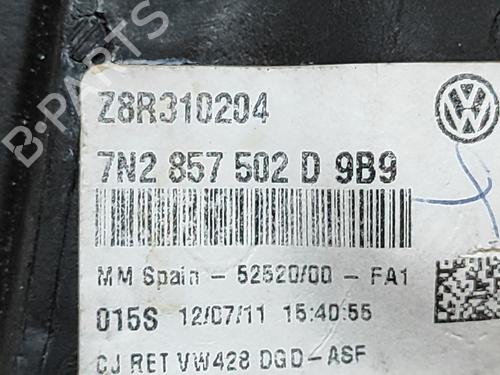 B-PARTS
Z8R310204
7N2 857 502 D 9B9
MM Spain - 52520/00 - FA1
015S 12/07/11 15:40:55
CJ RET VW428 DGD-ASF